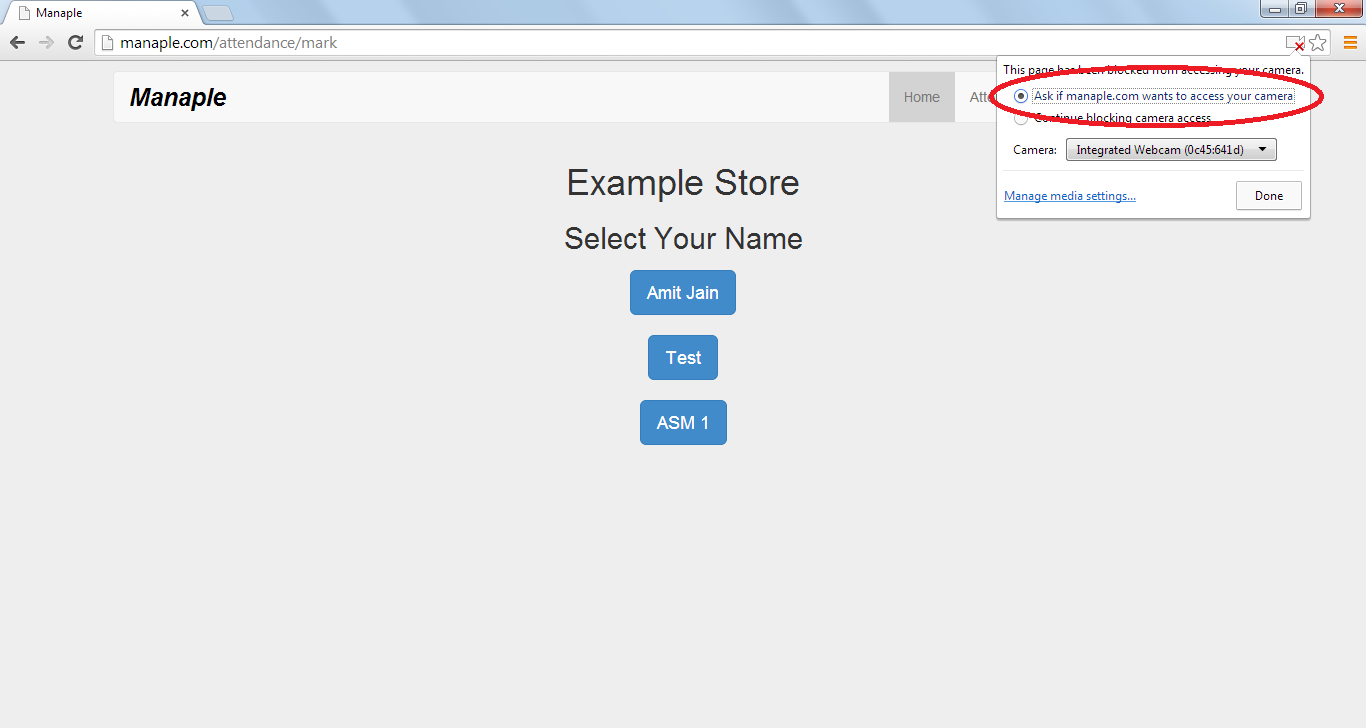 Manaple
manaple.com/attendance/mark
This page has been blocked from accessing your camera.
Manaple
Home
Ask if manaple.com wants to access your camera
Continue blocking camera access
Camera: Integrated Webcam (0c45:641d)
Manage media settings...
Done
Example Store
Select Your Name
Amit Jain
Test
ASM 1